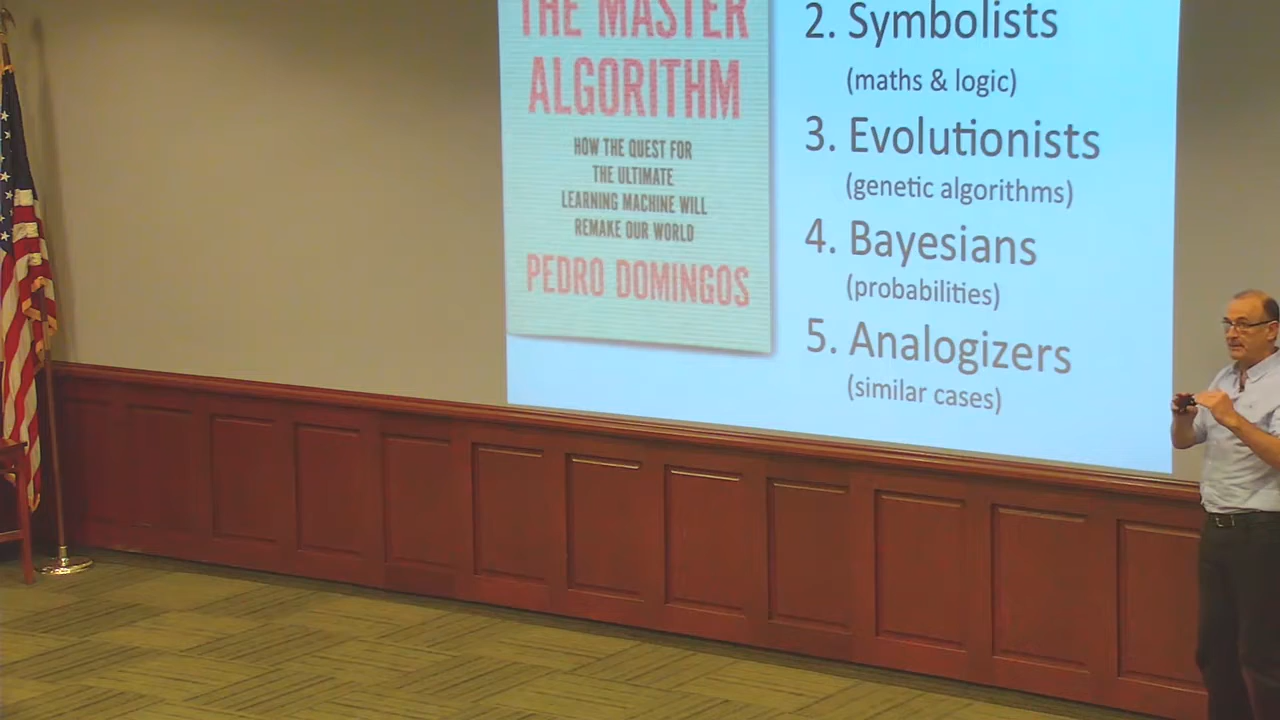 THE MASTER
ALGORITHM
HOW THE QUEST FOR
THE ULTIMATE
LEARNING MACHINE WILL
REMAKE OUR WORLD
PEDRO DOMINGOS
2. Symbolists
(maths & logic)
3. Evolutionists
(genetic algorithms)
4. Bayesians
(probabilities)
5. Analogizers
(similar cases)